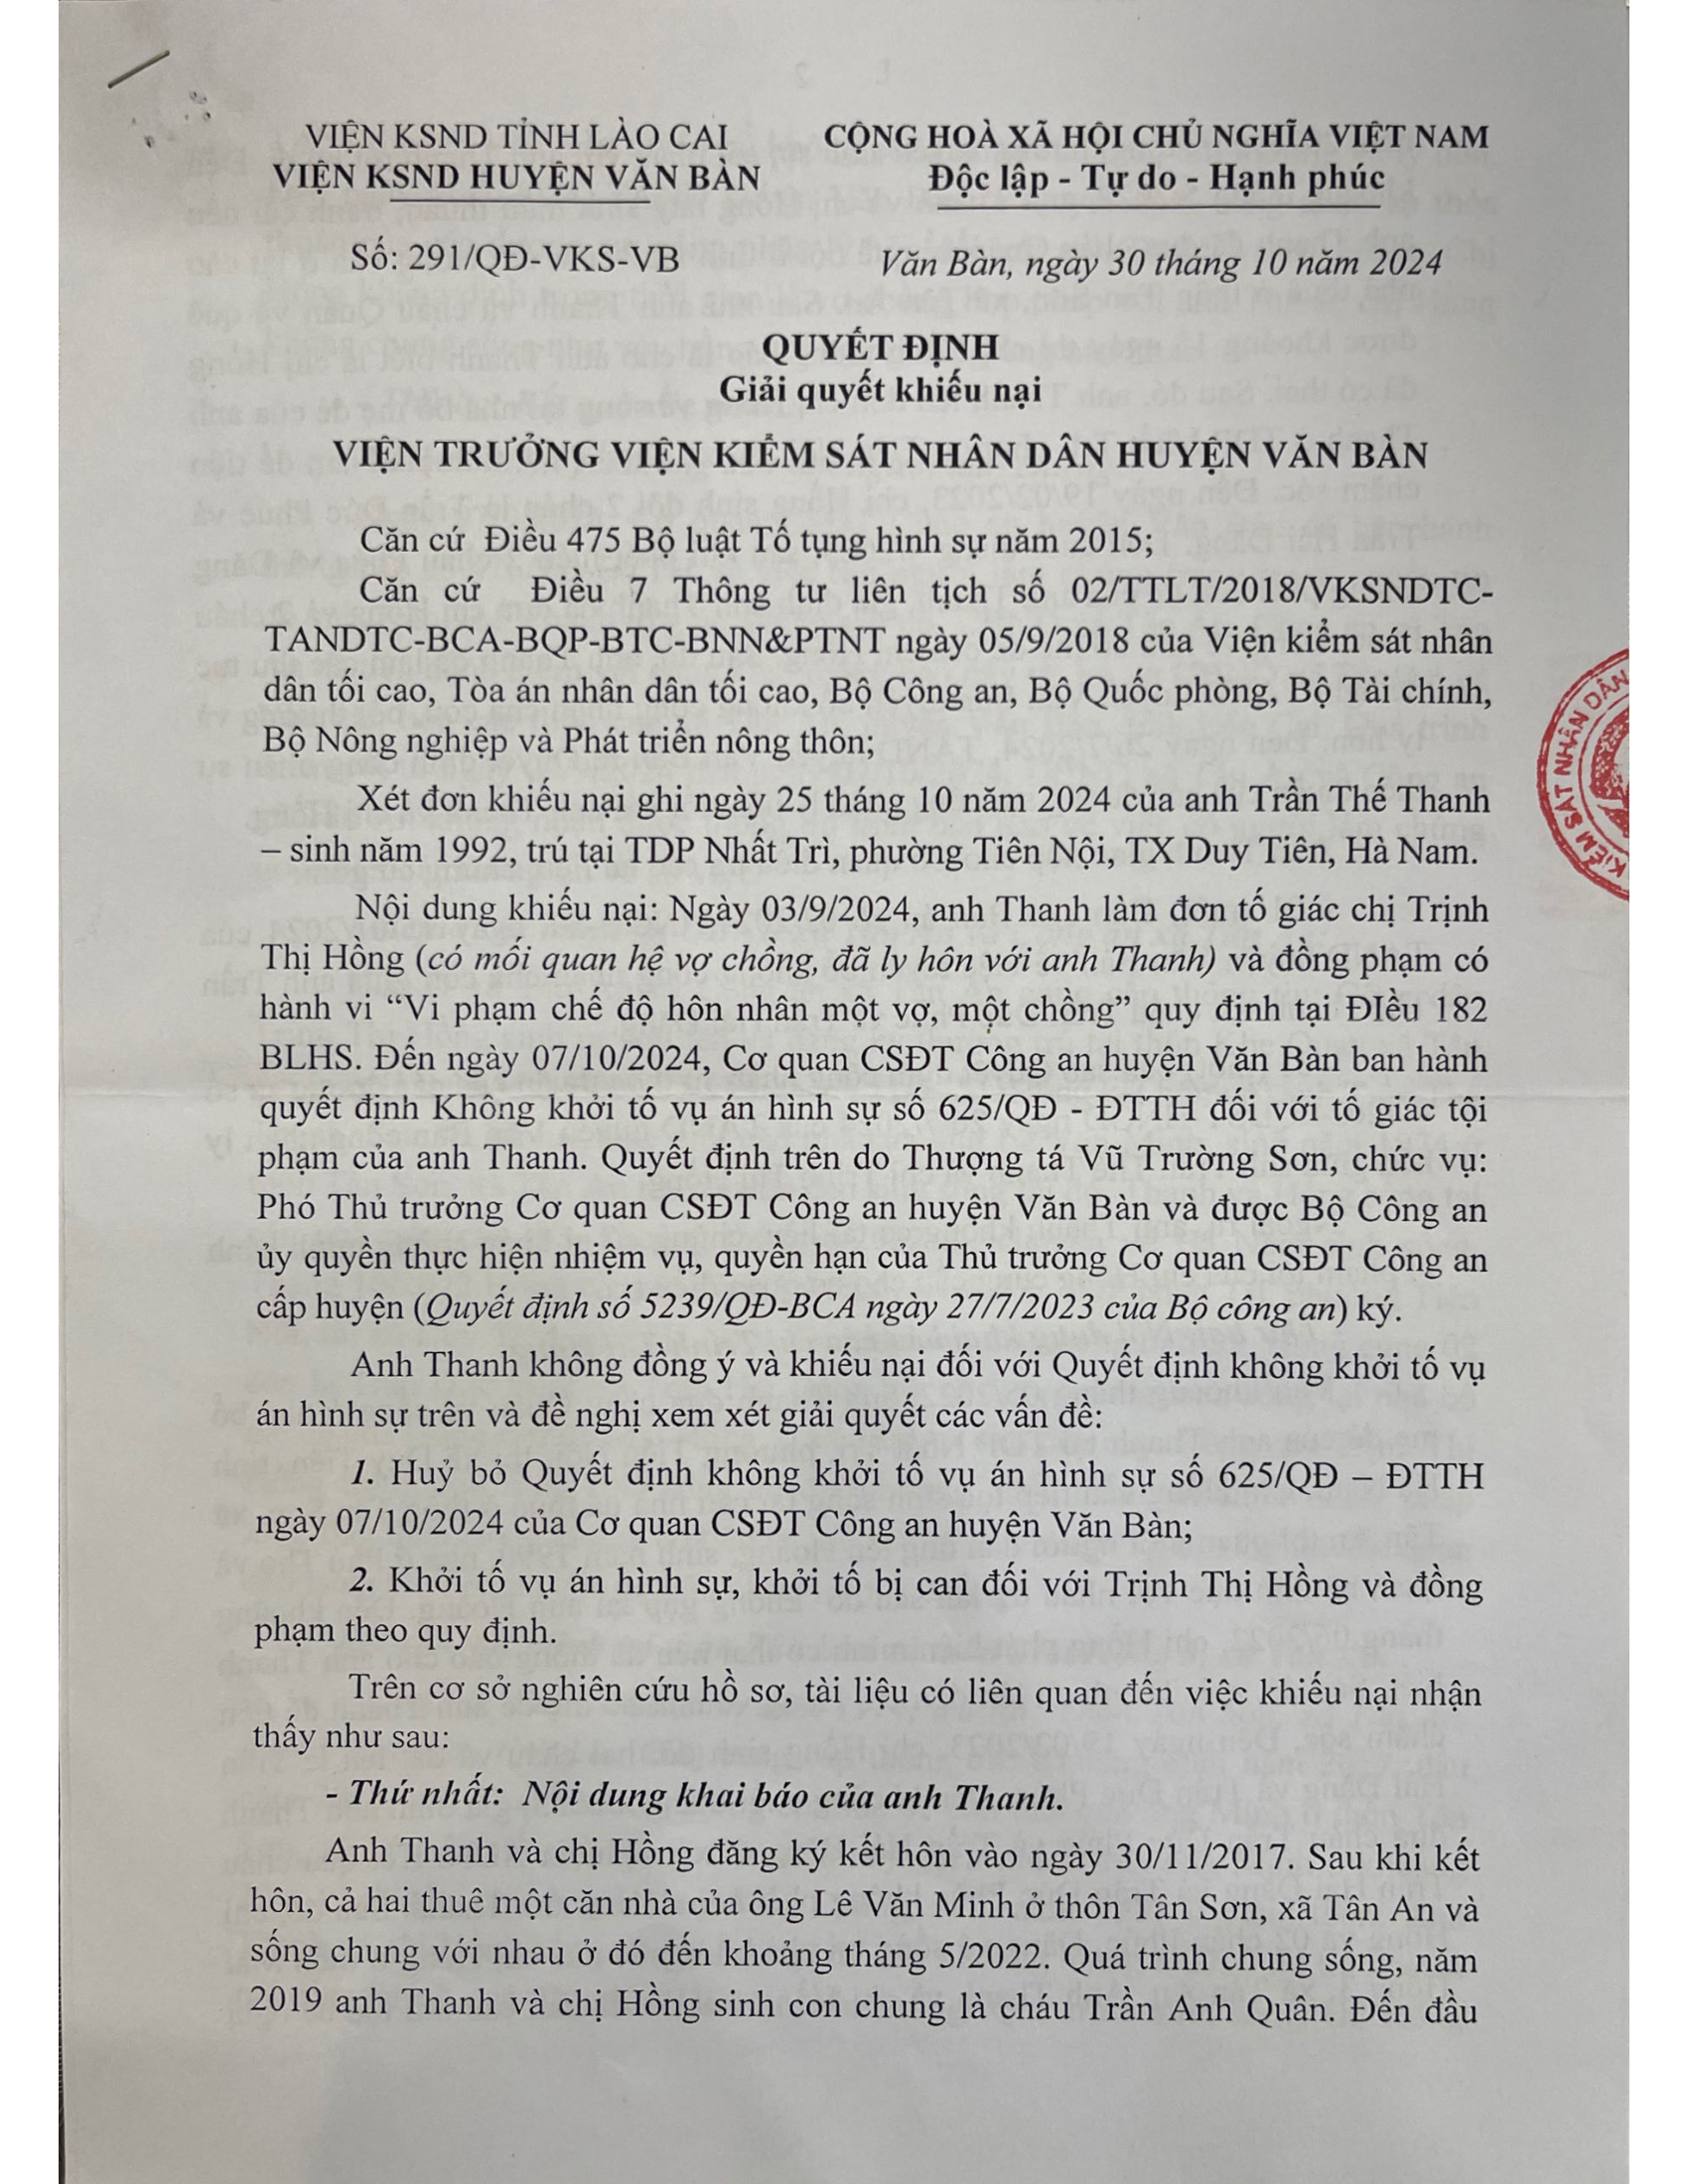 VIỆN KSND TỈNH LÀO CAI
VIỆN KSND HUYỆN VĂN BÀN
CỘNG HOÀ XÃ HỘI CHỦ NGHĨA VIỆT NAM
Độc lập - Tự do - Hạnh phúc
Số: 291/QĐ-VKS-VB
Văn Bàn, ngày 30 tháng 10 năm 2024
QUYẾT ĐỊNH
Giải quyết khiếu nại
VIỆN TRƯỞNG VIỆN KIỂM SÁT NHÂN DÂN HUYỆN VĂN BÀN
Căn cứ Điều 475 Bộ luật Tố tụng hình sự năm 2015;
Căn cứ Điều 7 Thông tư liên tịch số 02/TTLT/2018/VKSNDTC-
TANDTC-BCA-BQP-BTC-BNN&PTNT ngày 05/9/2018 của Viện kiểm sát nhân
dân tối cao, Tòa án nhân dân tối cao, Bộ Công an, Bộ Quốc phòng, Bộ Tài chính,
Bộ Nông nghiệp và Phát triển nông thôn;
Xét đơn khiếu nại ghi ngày 25 tháng 10 năm 2024 của anh Trần Thế Thanh
– sinh năm 1992, trú tại TDP Nhất Trì, phường Tiên Nội, TX Duy Tiên, Hà Nam.
Nội dung khiếu nại: Ngày 03/9/2024, anh Thanh làm đơn tố giác chị Trịnh
Thị Hồng (có mối quan hệ vợ chồng, đã ly hôn với anh Thanh) và đồng phạm có
hành vi “Vi phạm chế độ hôn nhân một vợ, một chồng” quy định tại ĐIều 182
BLHS. Đến ngày 07/10/2024, Cơ quan CSĐT Công an huyện Văn Bàn ban hành
quyết định Không khởi tố vụ án hình sự số 625/QĐ - ĐTTH đối với tố giác tội
phạm của anh Thanh. Quyết định trên do Thượng tá Vũ Trường Sơn, chức vụ:
Phó Thủ trưởng Cơ quan CSĐT Công an huyện Văn Bàn và được Bộ Công an
ủy quyền thực hiện nhiệm vụ, quyền hạn của Thủ trưởng Cơ quan CSĐT Công an
cấp huyện (Quyết định số 5239/QĐ-BCA ngày 27/7/2023 của Bộ công an) ký.
Anh Thanh không đồng ý và khiếu nại đối với Quyết định không khởi tố vụ
án hình sự trên và đề nghị xem xét giải quyết các vấn đề:
1. Huỷ bỏ Quyết định không khởi tố vụ án hình sự số 625/QĐ – ĐTTH
ngày 07/10/2024 của Cơ quan CSĐT Công an huyện Văn Bàn;
2. Khởi tố vụ án hình sự, khởi tố bị can đối với Trịnh Thị Hồng và đồng
phạm theo quy định.
Trên cơ sở nghiên cứu hồ sơ, tài liệu có liên quan đến việc khiếu nại nhận
thấy như sau:
- Thứ nhất: Nội dung khai báo của anh Thanh.
Anh Thanh và chị Hồng đăng ký kết hôn vào ngày 30/11/2017. Sau khi kết
hôn, cả hai thuê một căn nhà của ông Lê Văn Minh ở thôn Tân Sơn, xã Tân An và
sống chung với nhau ở đó đến khoảng tháng 5/2022. Quá trình chung sống, năm
2019 anh Thanh và chị Hồng sinh con chung là cháu Trần Anh Quân. Đến đầu
KIỂM SÁT NHÂN DÂN